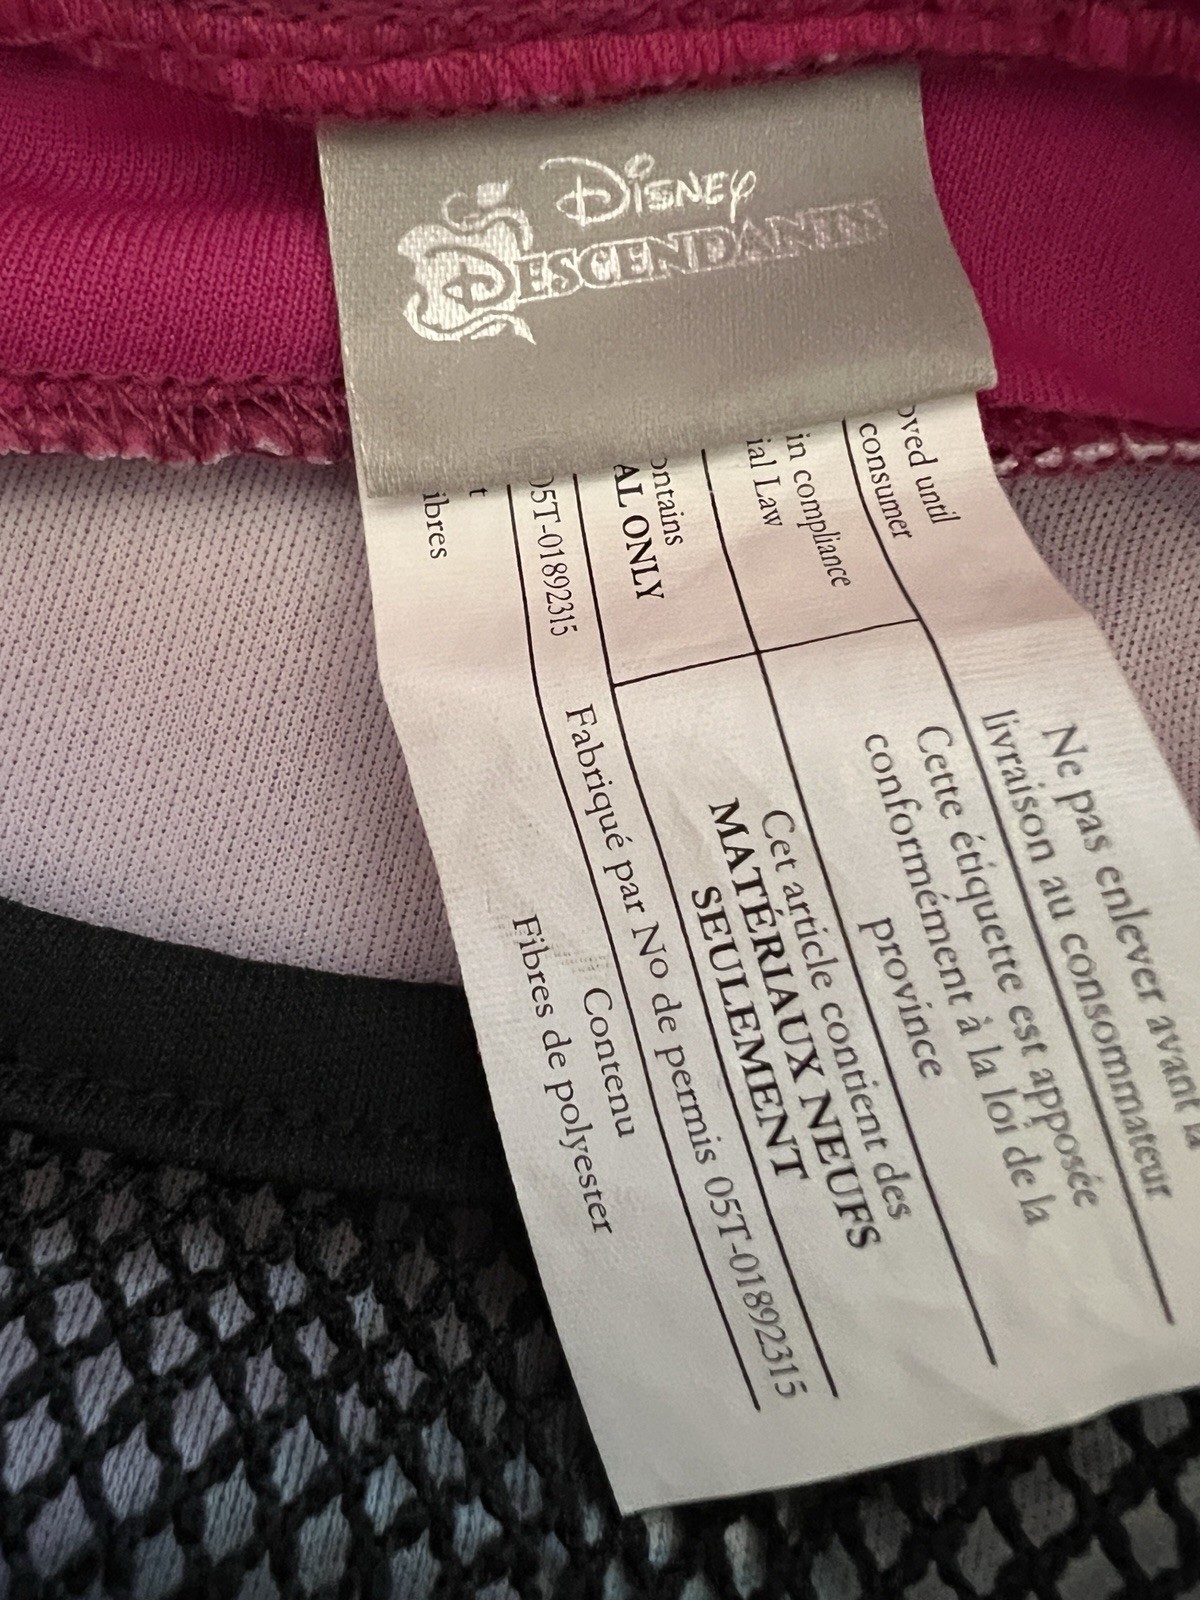 Disney
DESCENDANTS
oved until
consumer
in compliance
ial Law
ontains
AL ONLY
05T-01892315
t
ibres
Ne pas enlever avant la
livraison au consommateur
Cette étiquette est apposée
conformément à la loi de la
province
Cet article contient des
MATÉRIAUX NEUFS
SEULEMENT
Fabriqué par No de permis 05T-01892315
Contenu
Fibres de polyester